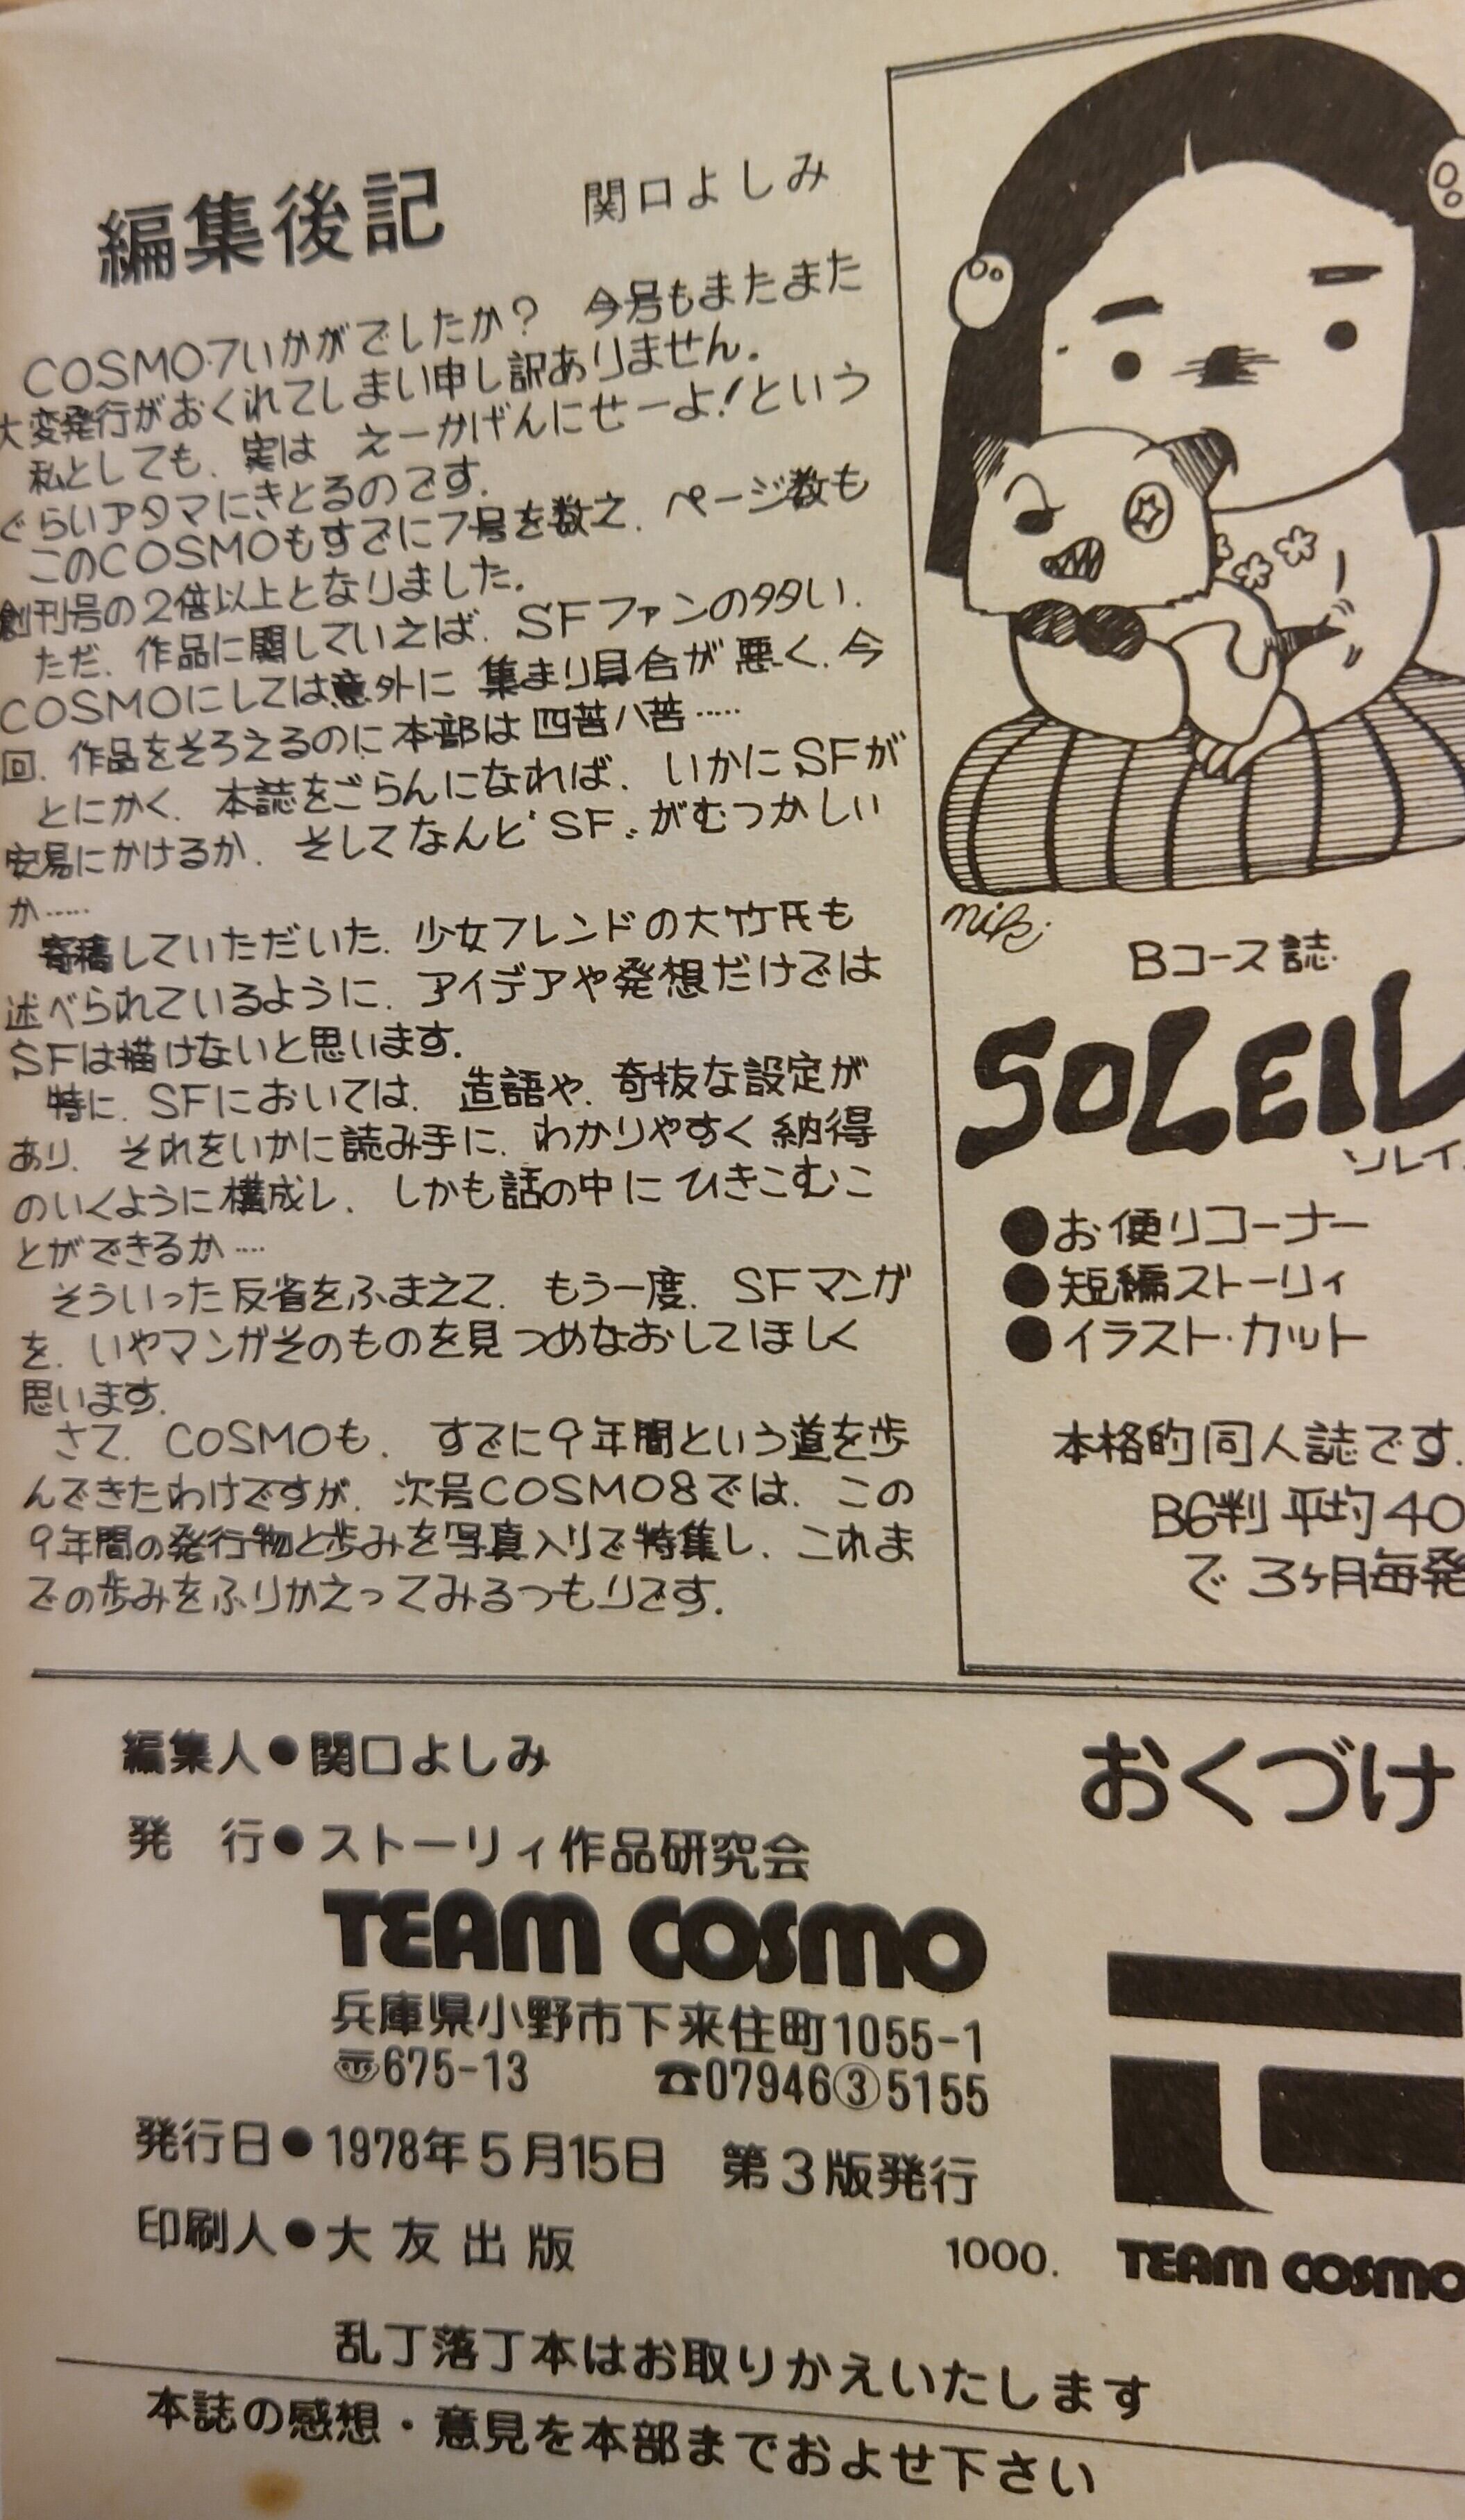 編集後記 関口よしみ
COSMO・7いかがでしたか？ 今号もまたまた
大変発行がおくれてしまい申し訳ありません.
私としても、実は えーかげんにせーよ！という
ぐらいアタマにきとるのです.
このCOSMOもすでに7号を数え、ページ数も
創刊号の2倍以上となりました.
ただ、作品に関していえば、SFファンの多い、
COSMOにしては意外に 集まり具合が悪く、今
回、作品をそろえるのに本部は四苦八苦……
とにかく、本誌をごらんになれば、いかにSFが
安易にかけるか、そしてなんど“SF〟がむつかしい
か……
寄稿していただいた、少女フレンドの大竹氏も
述べられているように、アイデアや発想だけでは
SFは描けないと思います.
特に、SFにおいては、造語や、奇抜な設定が
あり、それをいかに読み手に、わかりやすく納得
のいくように構成し、しかも話の中に ひきこむこ
とができるか……
そういった反省をふまえて、もう一度、SFマンガ
を、いやマンガそのものを見つめなおしてほしく
思います.
さて、COSMOも、すでに9年間という道を歩
んできたわけですが、次号COSMO8では、この
9年間の発行物と歩みを写真入りで特集し、これま
での歩みをふりかえってみるつもりです.
niki
Bコース誌
SOLEIL
ソレイ
●お便りコーナー
●短編ストーリィ
●イラスト・カット
本格的同人誌です.
B6判 平均40
で 3ヶ月毎発
おくづけ
編集人●関口よしみ
発 行●ストーリィ作品研究会
TEAM COSMO
兵庫県小野市下来住町1055-1
〠675-13 ☎07946③5155
発行日●1978年5月15日 第3版発行
印刷人●大友出版
1000.
TEAM COSMO
乱丁落丁本はお取りかえいたします
本誌の感想・意見を本部までおよせ下さい